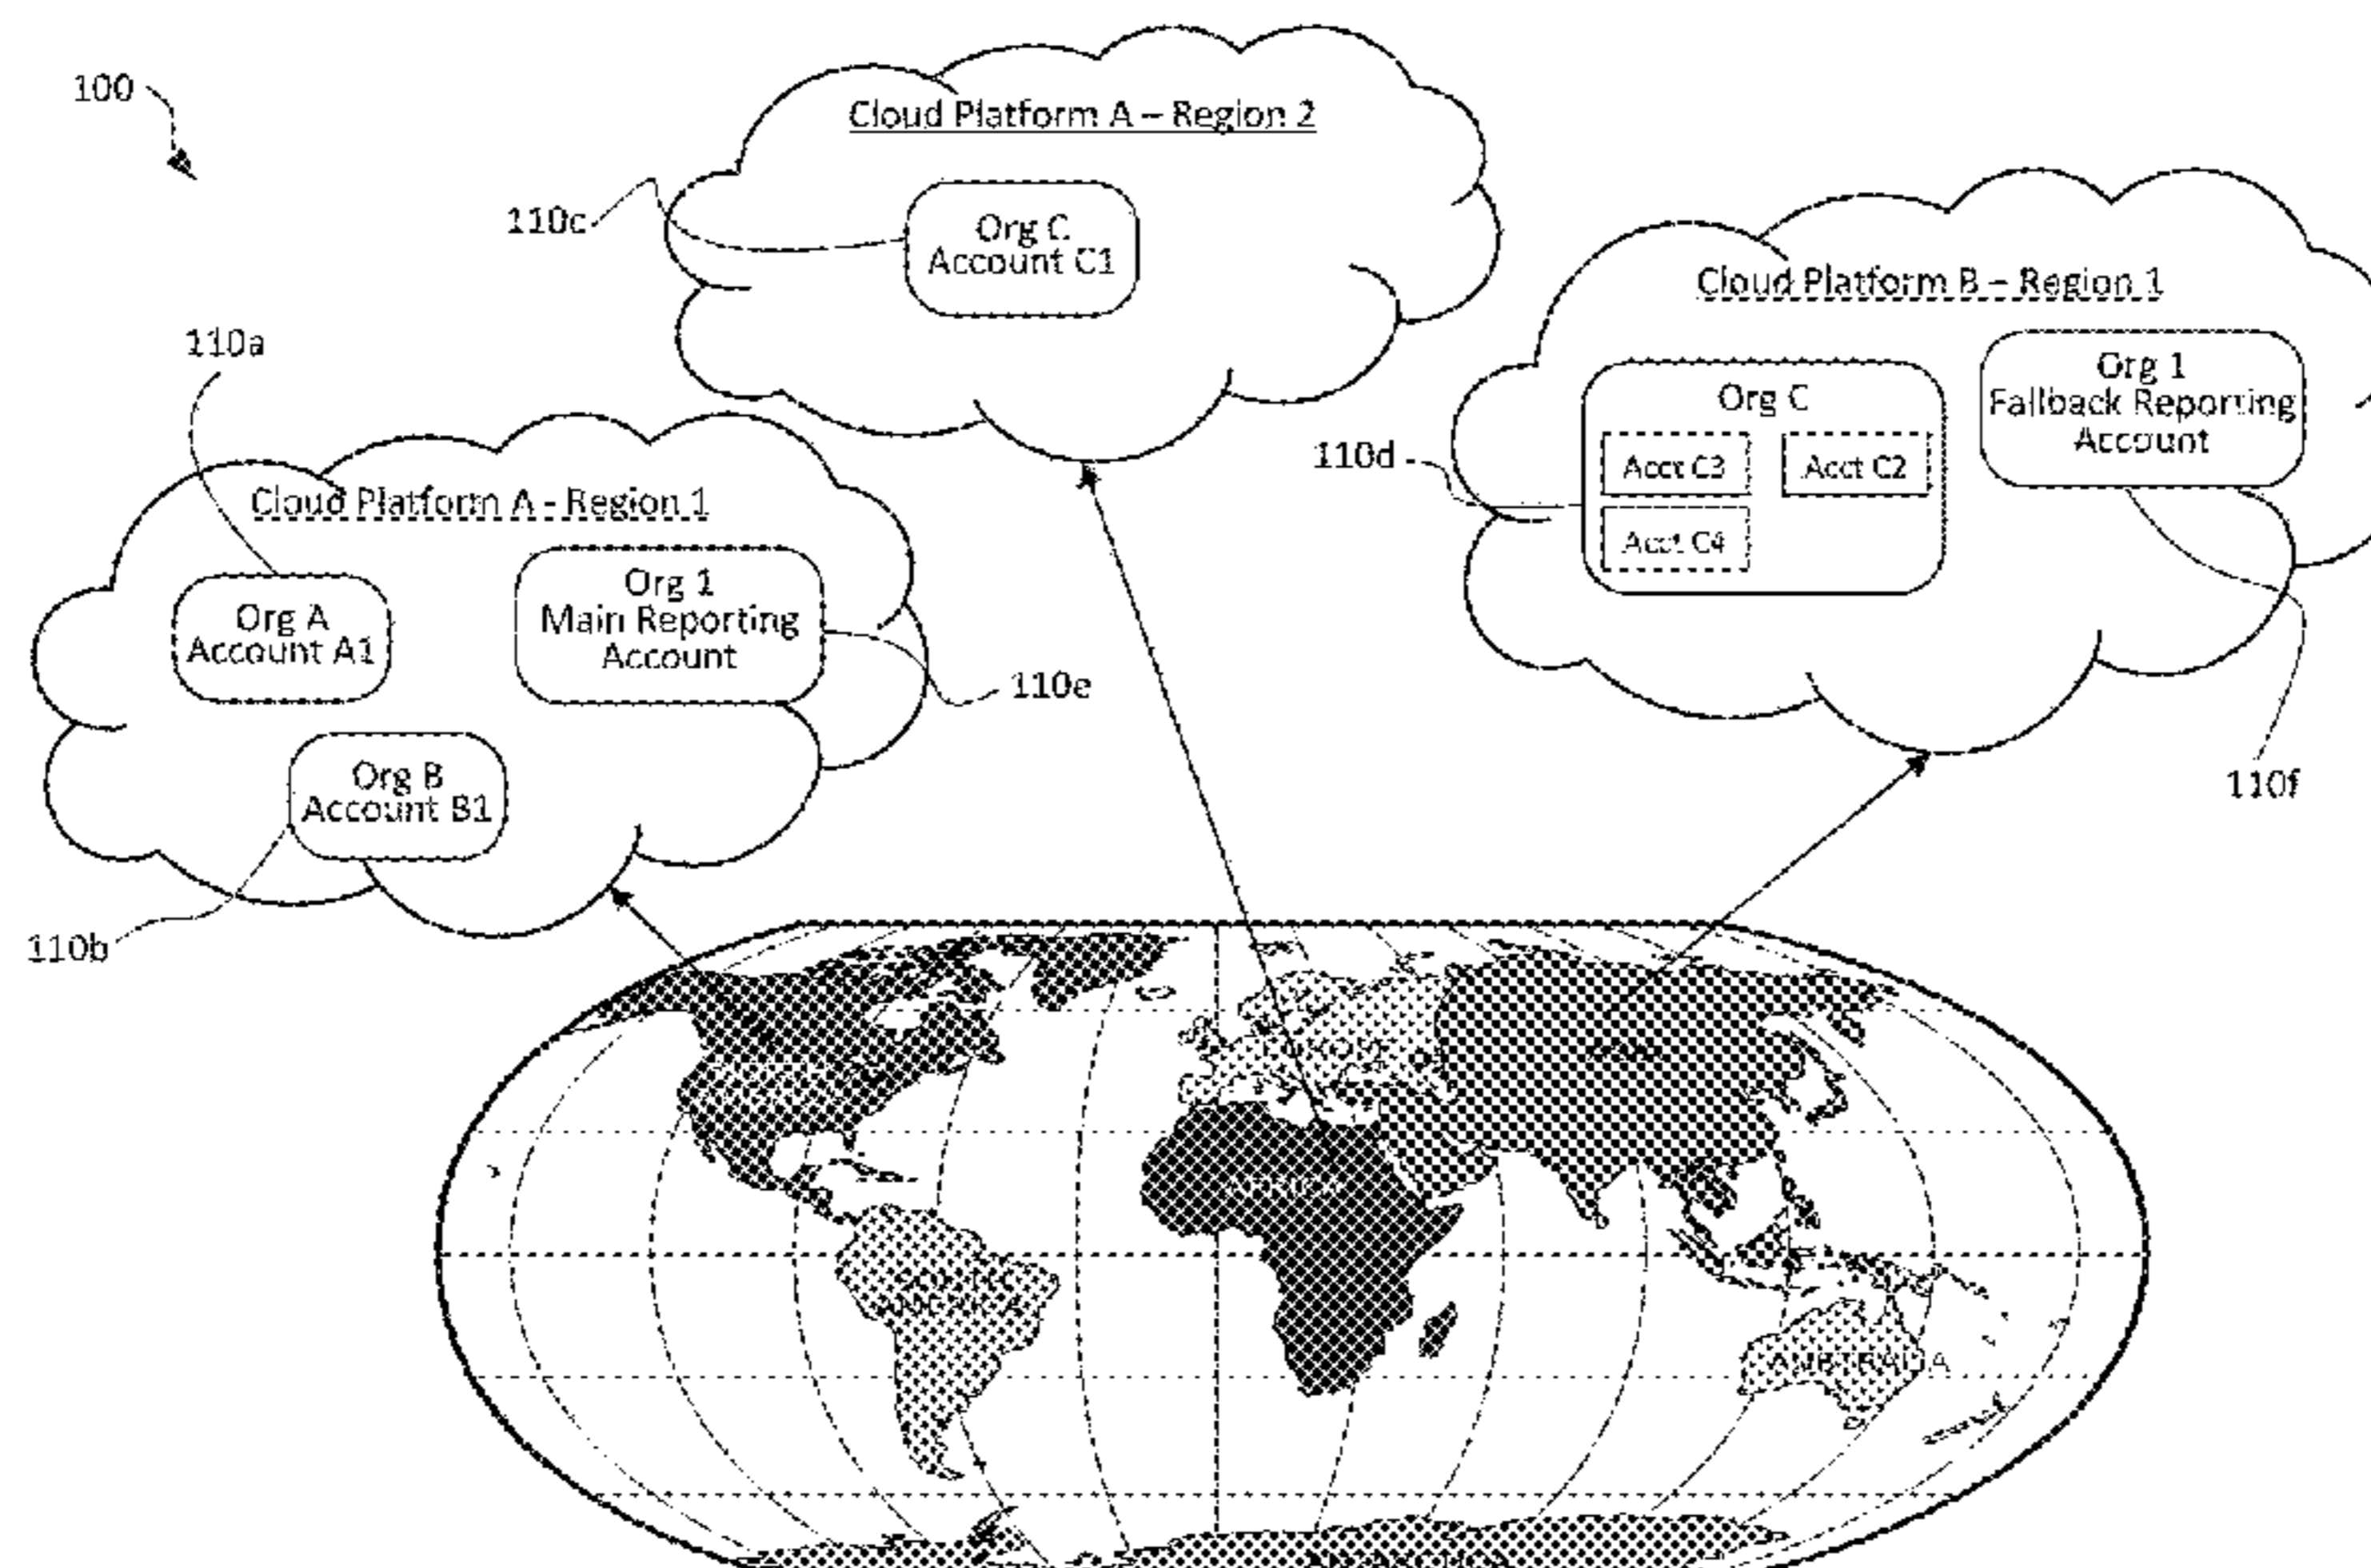 100
Cloud Platform A – Region 2
110c
Org C
Account C1
Cloud Platform B – Region 1
Org 1
Fallback Reporting
Account
Org C
110d
Acct C3
Acct C2
Acct C4
110f
110a
Cloud Platform A - Region 1
Org A
Account A1
Org 1
Main Reporting
Account
110e
Org B
Account B1
110b
AUSTRALIA